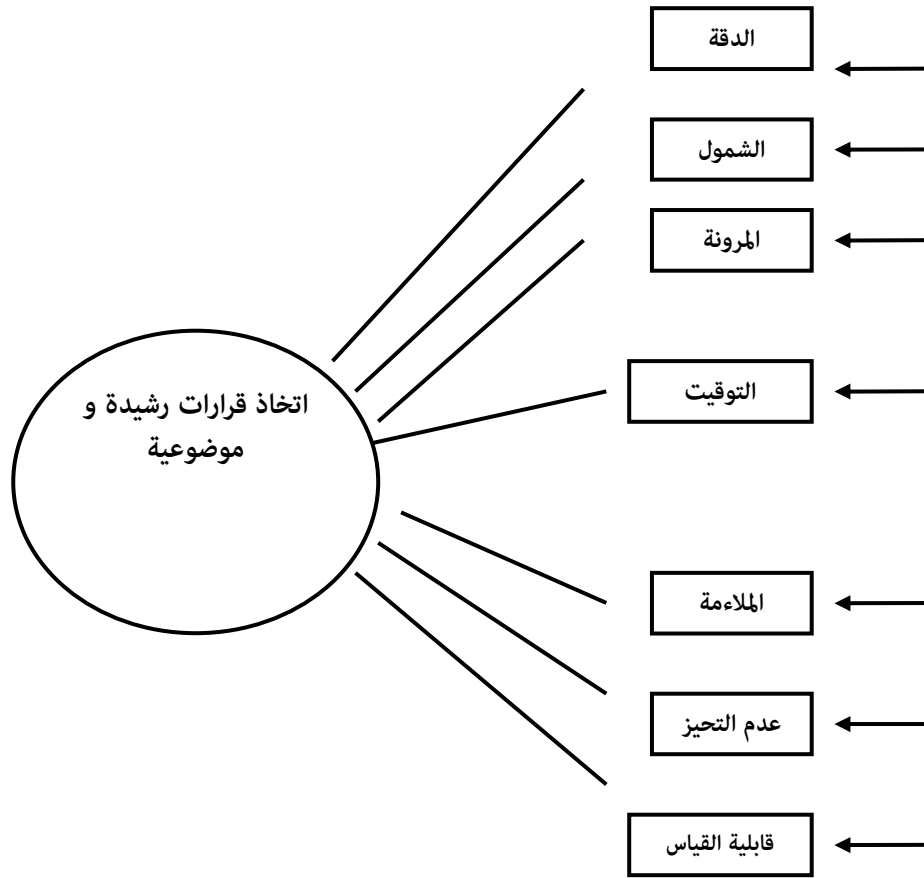 الدقة
الشمول
المرونة
التوقيت
الملاءمة
عدم التحيز
قابلية القياس
اتخاذ قرارات رشيدة و
موضوعية